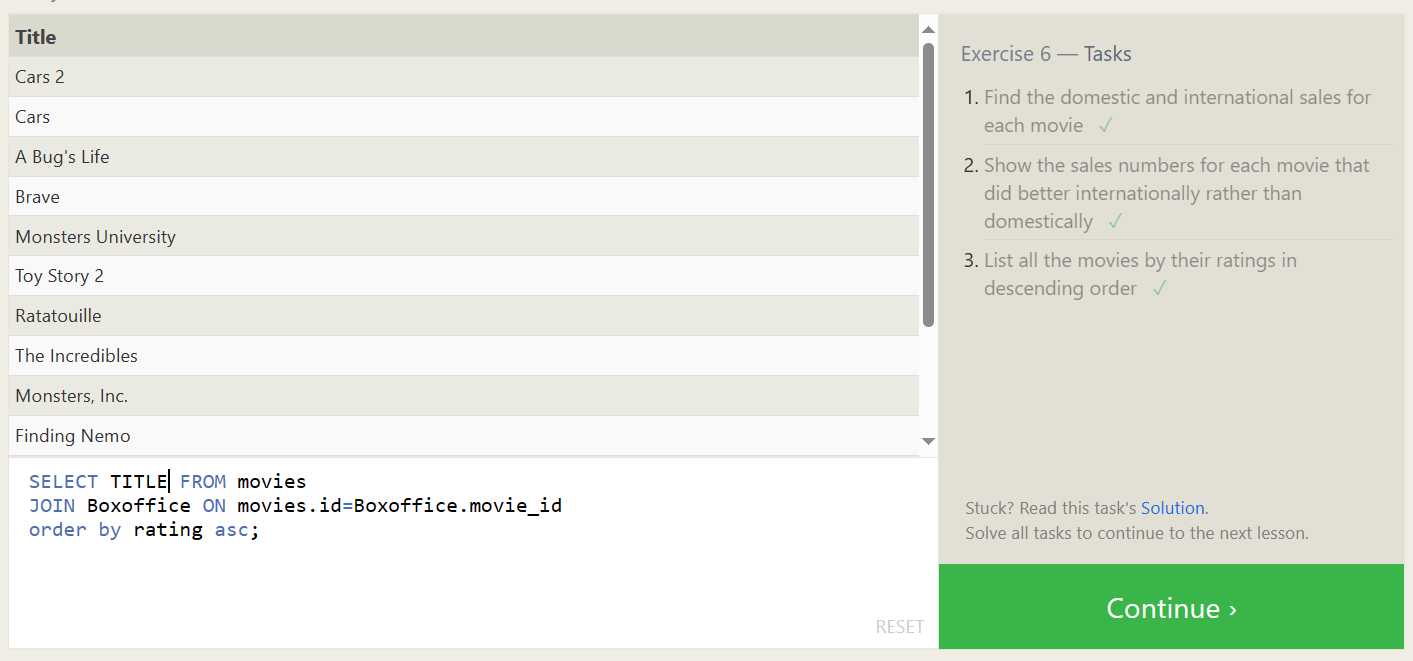 Title
Cars 2
Cars
A Bug's Life
Brave
Monsters University
Toy Story 2
Ratatouille
The Incredibles
Monsters, Inc.
Finding Nemo
SELECT TITLE FROM movies
JOIN Boxoffice ON movies.id=Boxoffice.movie_id
order by rating asc;
RESET
Exercise 6 — Tasks
1. Find the domestic and international sales for
each movie ✓
2. Show the sales numbers for each movie that
did better internationally rather than
domestically ✓
3. List all the movies by their ratings in
descending order ✓
Stuck? Read this task's Solution.
Solve all tasks to continue to the next lesson.
Continue ›